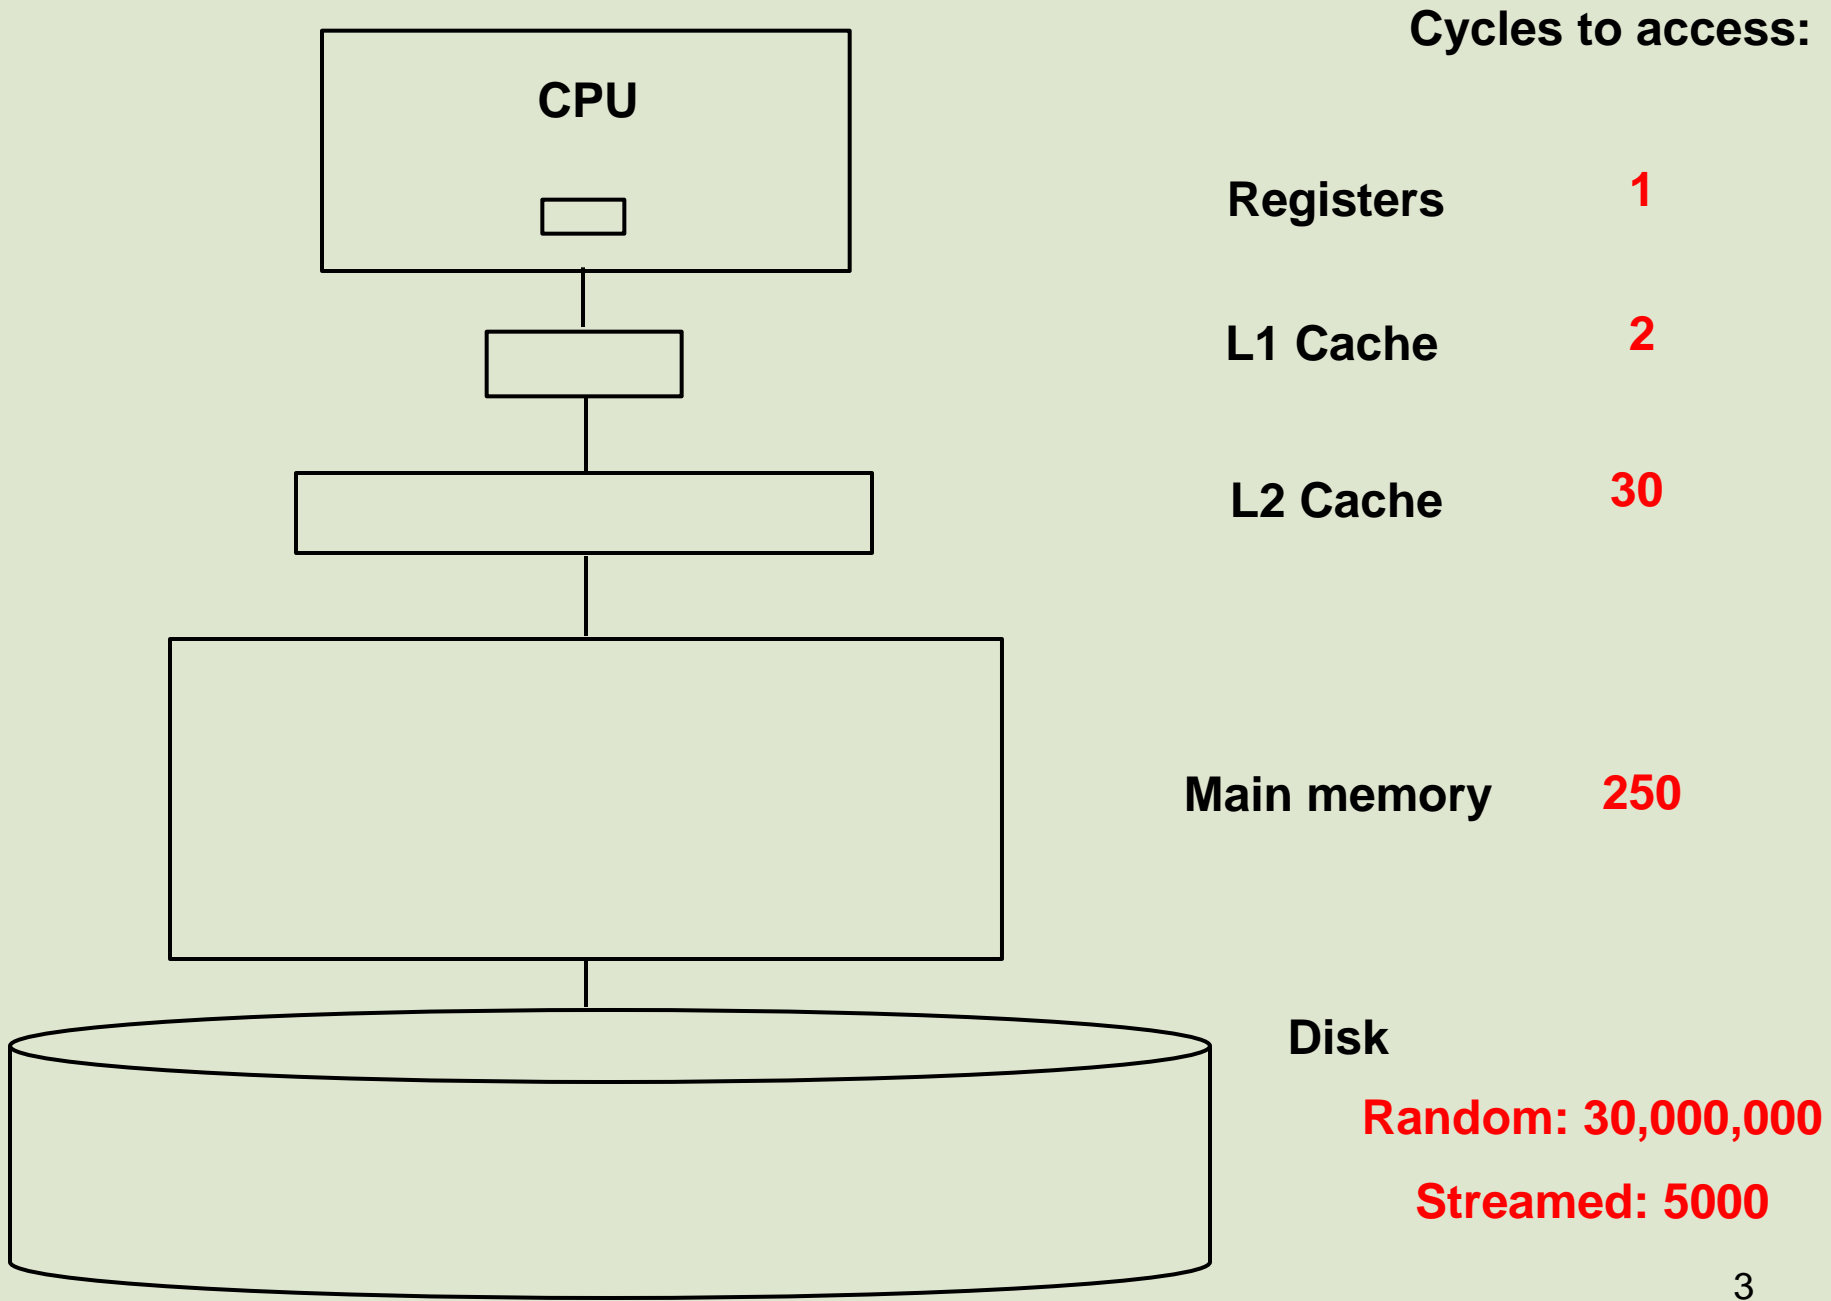 Cycles to access:
CPU
Registers 1
L1 Cache 2
L2 Cache 30
Main memory 250
Disk
Random: 30,000,000
Streamed: 5000
3